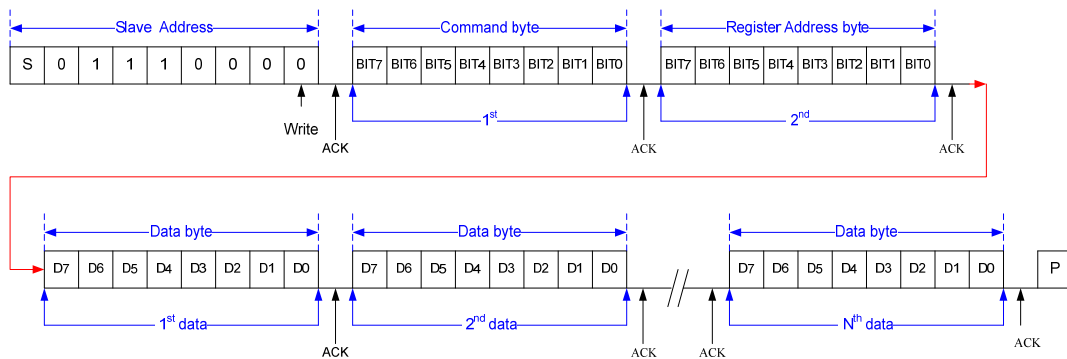 Slave Address Command byte Register Address byte
S 0 1 1 1 0 0 0 0 BIT7 BIT6 BIT5 BIT4 BIT3 BIT2 BIT1 BIT0 BIT7 BIT6 BIT5 BIT4 BIT3 BIT2 BIT1 BIT0
Write 1st 2nd
ACK ACK ACK
Data byte Data byte Data byte
D7 D6 D5 D4 D3 D2 D1 D0 D7 D6 D5 D4 D3 D2 D1 D0 // D7 D6 D5 D4 D3 D2 D1 D0 P
1st data 2nd data Nth data
ACK ACK ACK ACK